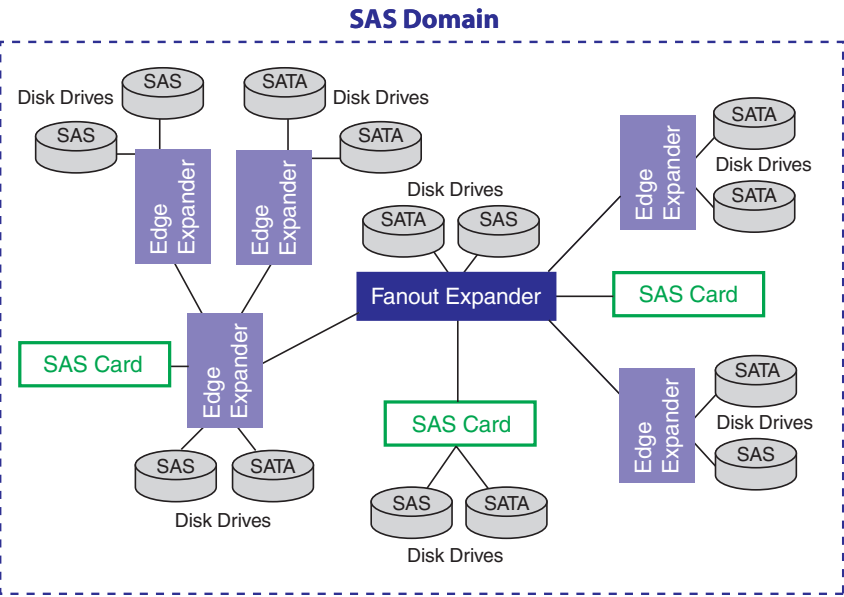 SAS Domain
SAS
Disk Drives
SAS
SATA
Disk Drives
SATA
Edge
Expander
Edge
Expander
Disk Drives
SATA
SAS
Edge
Expander
SATA
Disk Drives
SATA
Fanout Expander
SAS Card
SAS Card
Edge
Expander
SAS
SATA
Disk Drives
SAS Card
SAS
SATA
Disk Drives
Edge
Expander
SATA
Disk Drives
SAS